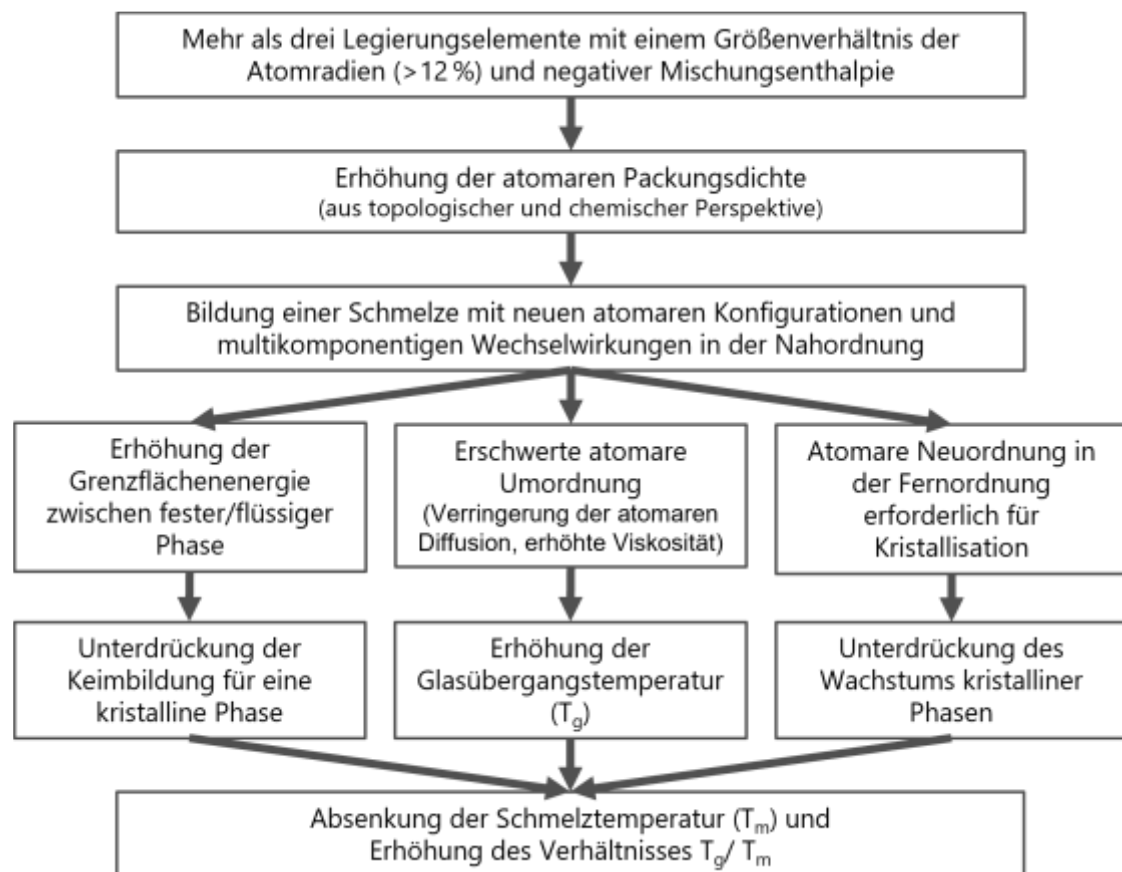 Mehr als drei Legierungselemente mit einem Größenverhältnis der
Atomradien (>12 %) und negativer Mischungsenthalpie
Erhöhung der atomaren Packungsdichte
(aus topologischer und chemischer Perspektive)
Bildung einer Schmelze mit neuen atomaren Konfigurationen und
multikomponentigen Wechselwirkungen in der Nahordnung
Erhöhung der
Grenzflächenenergie
zwischen fester/flüssiger
Phase
Erschwerte atomare
Umordnung
(Verringerung der atomaren
Diffusion, erhöhte Viskosität)
Atomare Neuordnung in
der Fernordnung
erforderlich für
Kristallisation
Unterdrückung der
Keimbildung für eine
kristalline Phase
Erhöhung der
Glasübergangstemperatur
(Tg)
Unterdrückung des
Wachstums kristalliner
Phasen
Absenkung der Schmelztemperatur (Tm) und
Erhöhung des Verhältnisses Tg/ Tm